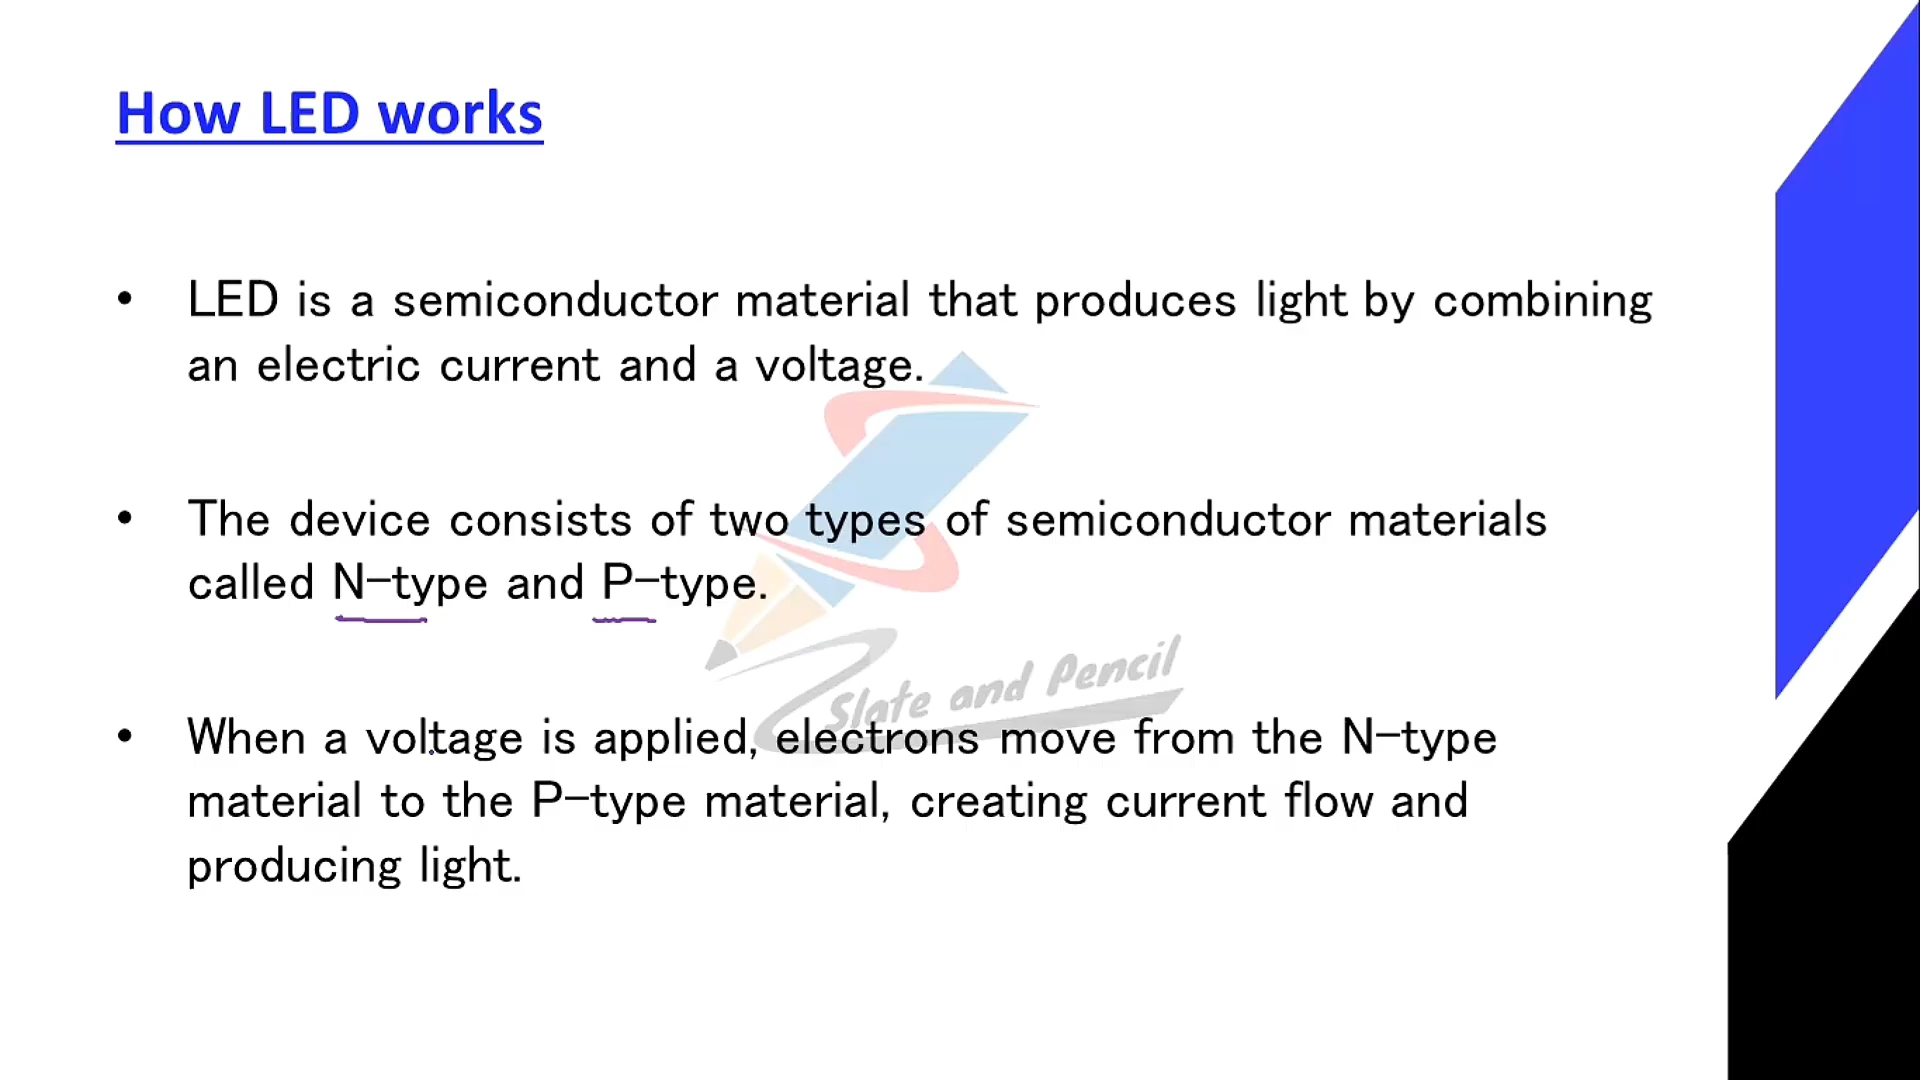 How LED works
• LED is a semiconductor material that produces light by combining
an electric current and a voltage.
• The device consists of two types of semiconductor materials
called N-type and P-type.
Slate and Pencil
• When a voltage is applied, electrons move from the N-type
material to the P-type material, creating current flow and
producing light.